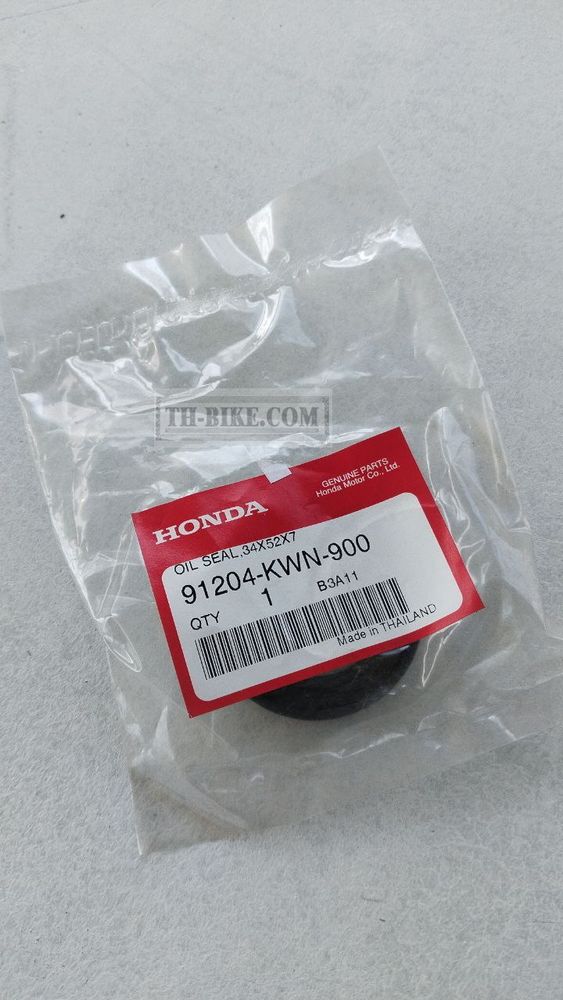 TH-BIKE.COM
HONDA
GENUINE PARTS
Honda Motor Co., Ltd.
OIL SEAL,34X52X7
91204-KWN-900
QTY 1 B3A11
Made in THAILAND